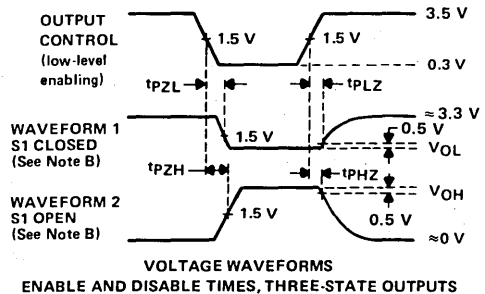 OUTPUT
CONTROL
(low-level
enabling)
1.5 V
1.5 V
3.5 V
0.3 V
tPZL
tPLZ
WAVEFORM 1
S1 CLOSED
(See Note B)
1.5 V
≈3.3 V
0.5 V
VOL
tPZH
tPHZ
WAVEFORM 2
S1 OPEN
(See Note B)
1.5 V
VOH
0.5 V
≈0 V
VOLTAGE WAVEFORMS
ENABLE AND DISABLE TIMES, THREE-STATE OUTPUTS